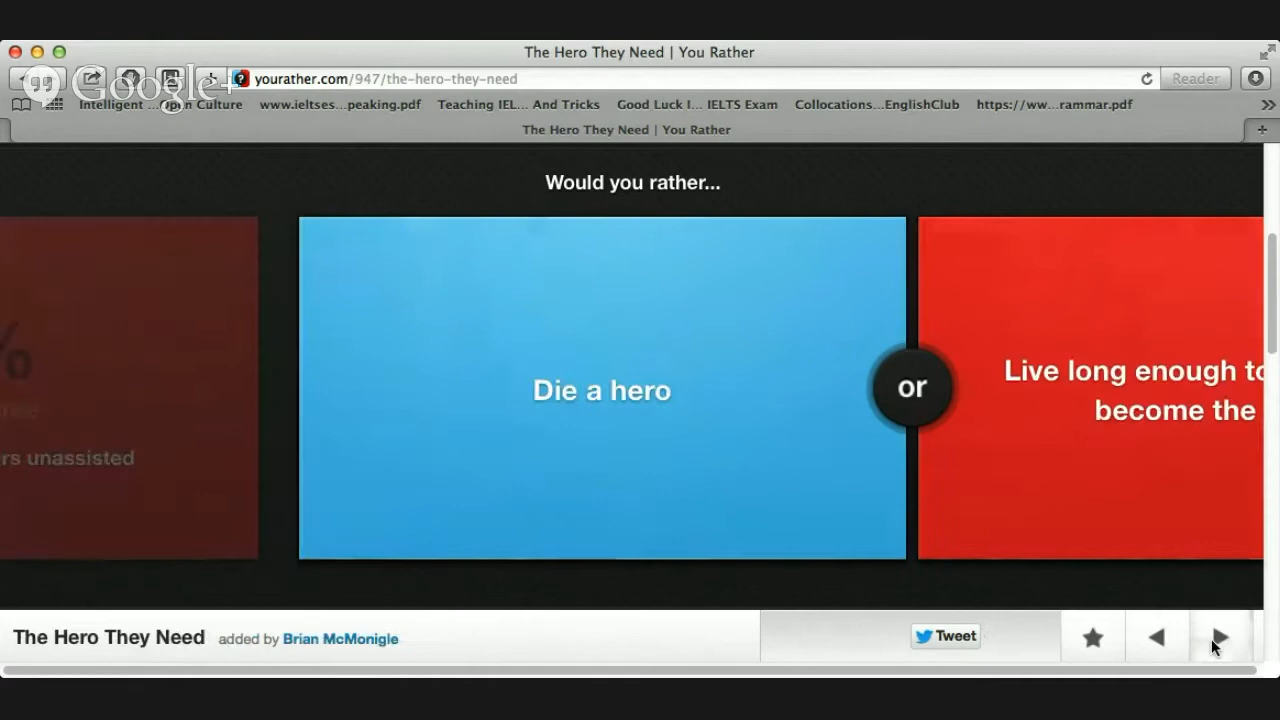 The Hero They Need | You Rather
Google+
yourather.com/947/the-hero-they-need
Reader
Intelligent ...Open Culture
www.ieltses...peaking.pdf
Teaching IEL... And Tricks
Good Luck I... IELTS Exam
Collocations...EnglishClub
https://ww...rammar.pdf
The Hero They Need | You Rather
Would you rather...
%
rs unassisted
Die a hero
or
Live long enough to
become the
The Hero They Need added by Brian McMonigle
Tweet